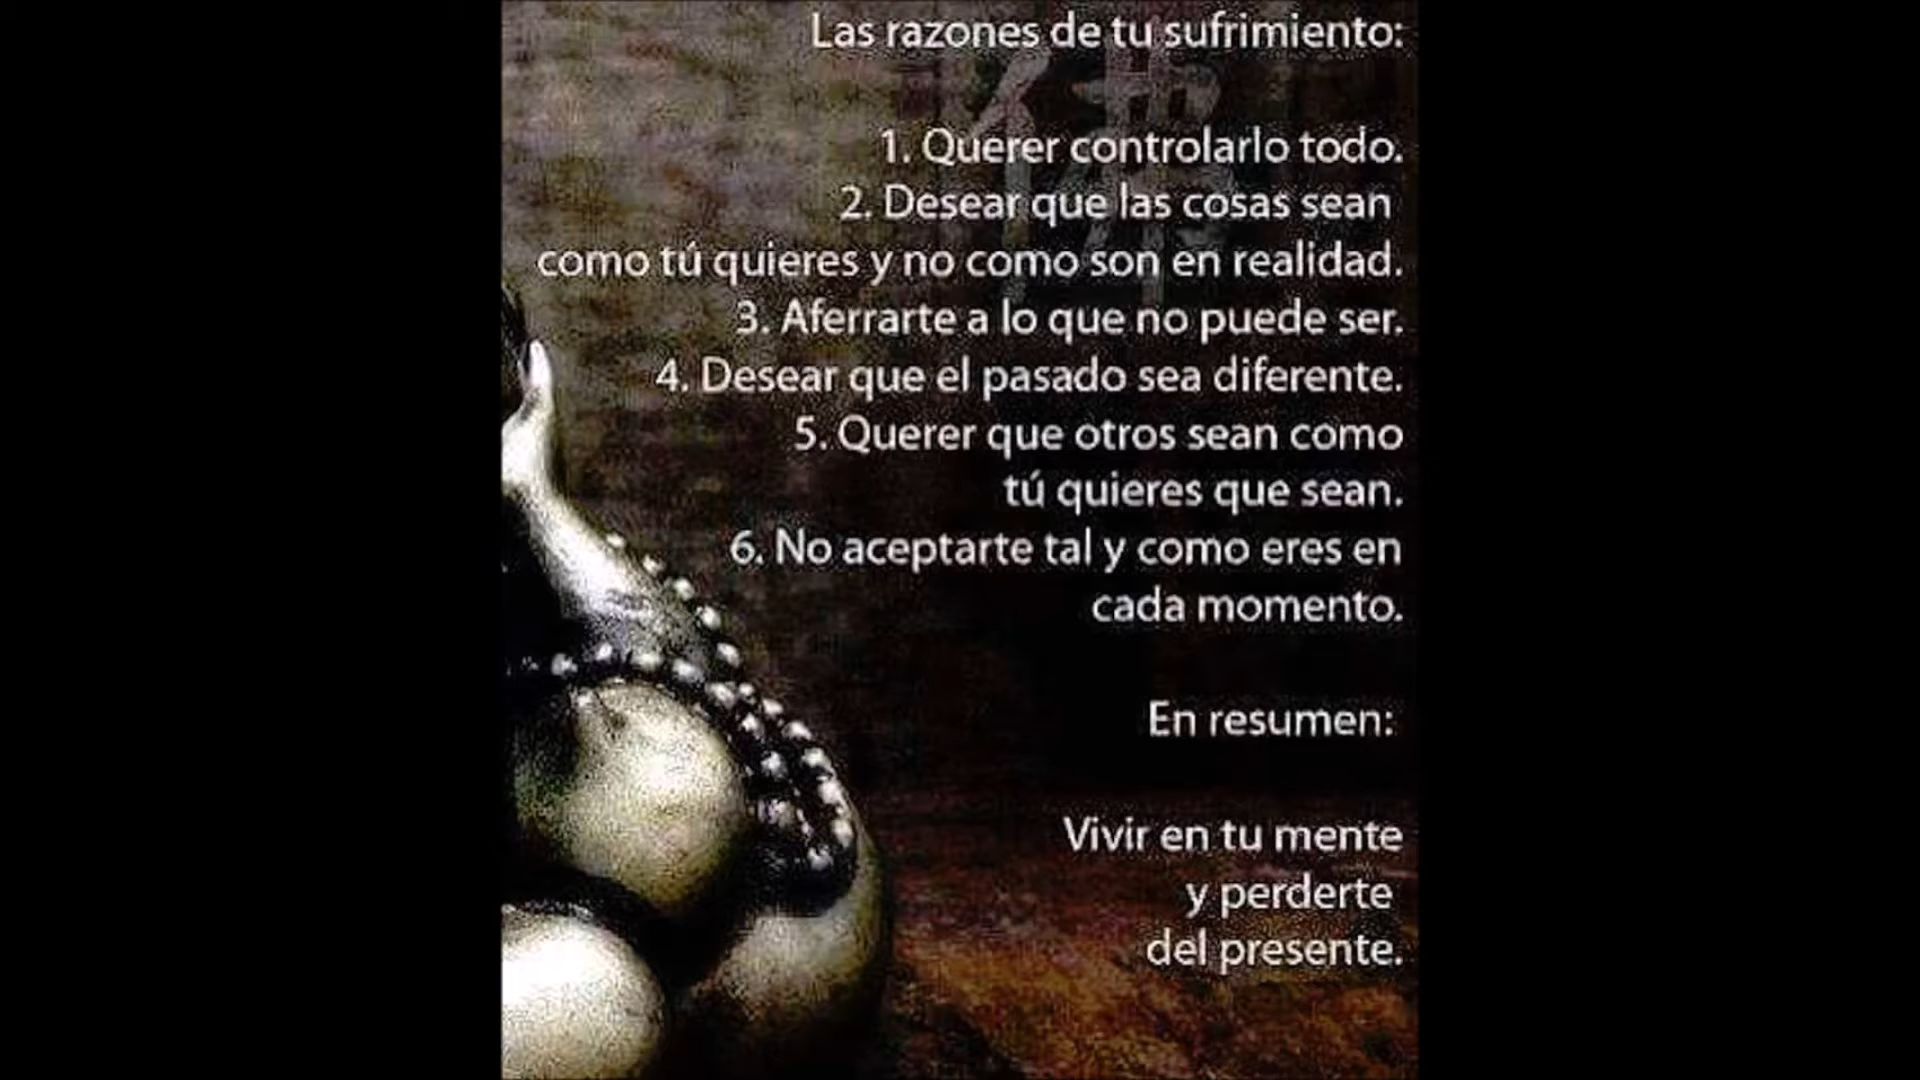 Las razones de tu sufrimiento:
1. Querer controlarlo todo.
2. Desear que las cosas sean
como tú quieres y no como son en realidad.
3. Aferrarte a lo que no puede ser.
4. Desear que el pasado sea diferente.
5. Querer que otros sean como
tú quieres que sean.
6. No aceptarte tal y como eres en
cada momento.
En resumen:
Vivir en tu mente
y perderte
del presente.